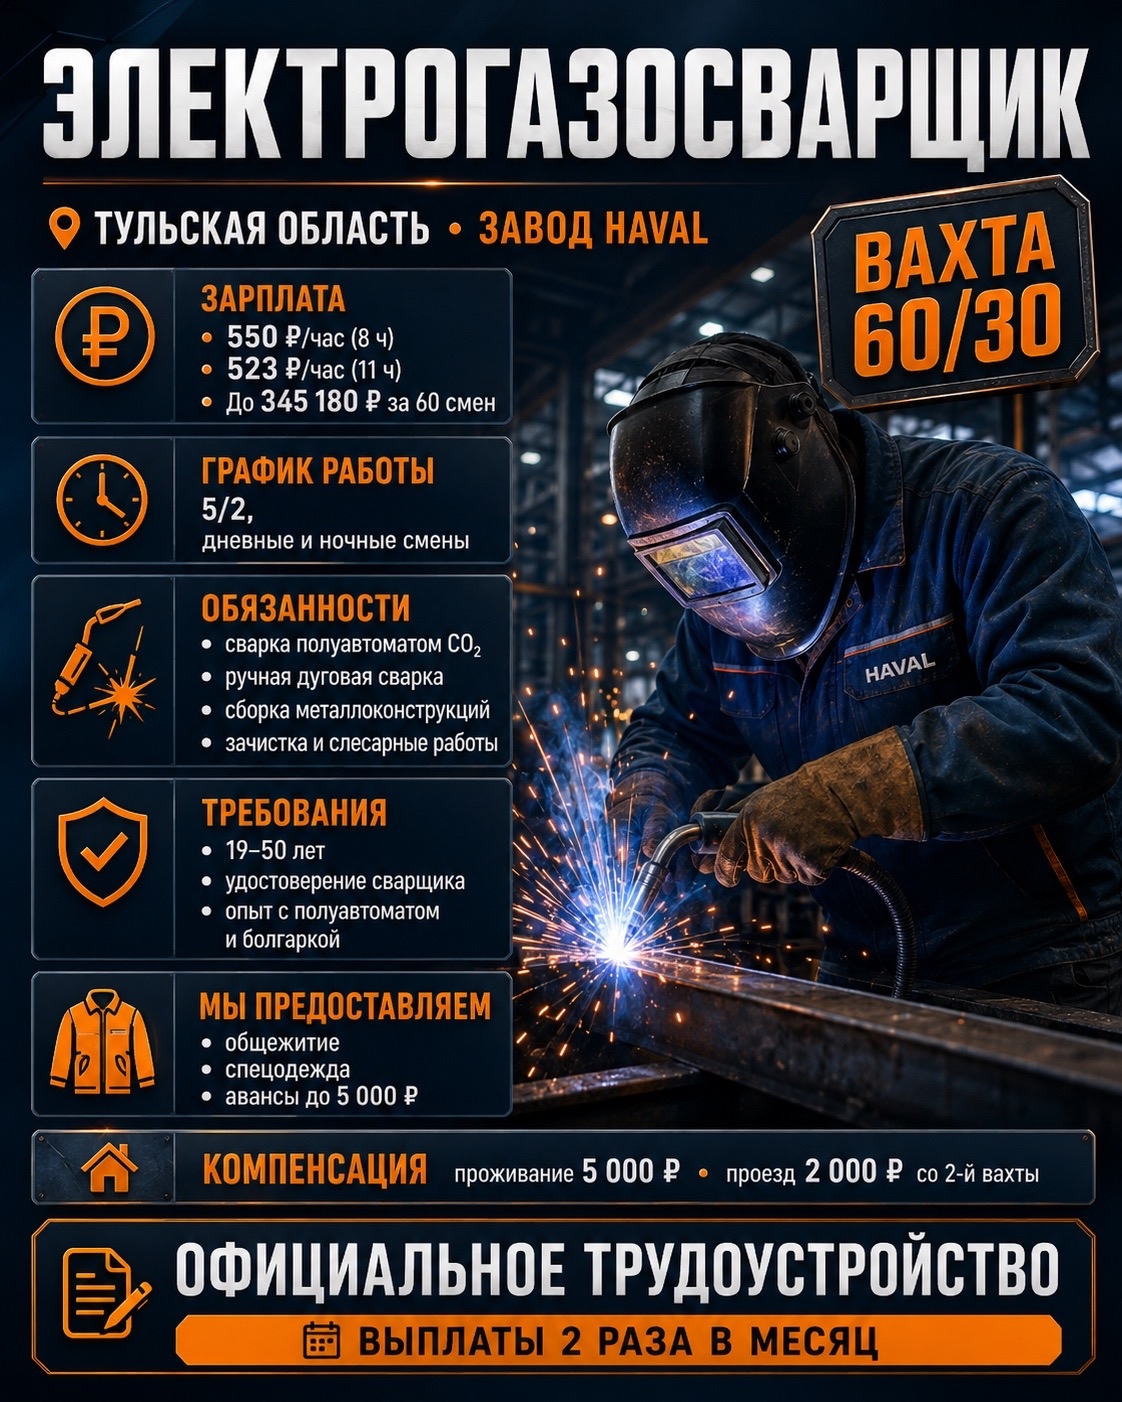 ЭЛЕКТРОГАЗОСВАРЩИК
ТУЛЬСКАЯ ОБЛАСТЬ • ЗАВОД HAVAL
ВАХТА
60/30
ЗАРПЛАТА
• 550 ₽/час (8 ч)
• 523 ₽/час (11 ч)
• До 345 180 ₽ за 60 смен
ГРАФИК РАБОТЫ
5/2,
дневные и ночные смены
ОБЯЗАННОСТИ
• сварка полуавтоматом CO₂
• ручная дуговая сварка
• сборка металлоконструкций
• зачистка и слесарные работы
HAVAL
ТРЕБОВАНИЯ
• 19–50 лет
• удостоверение сварщика
• опыт с полуавтоматом
и болгаркой
МЫ ПРЕДОСТАВЛЯЕМ
• общежитие
• спецодежда
• авансы до 5 000 ₽
КОМПЕНСАЦИЯ проживание 5 000 ₽ • проезд 2 000 ₽ со 2-й вахты
ОФИЦИАЛЬНОЕ ТРУДОУСТРОЙСТВО
ВЫПЛАТЫ 2 РАЗА В МЕСЯЦ